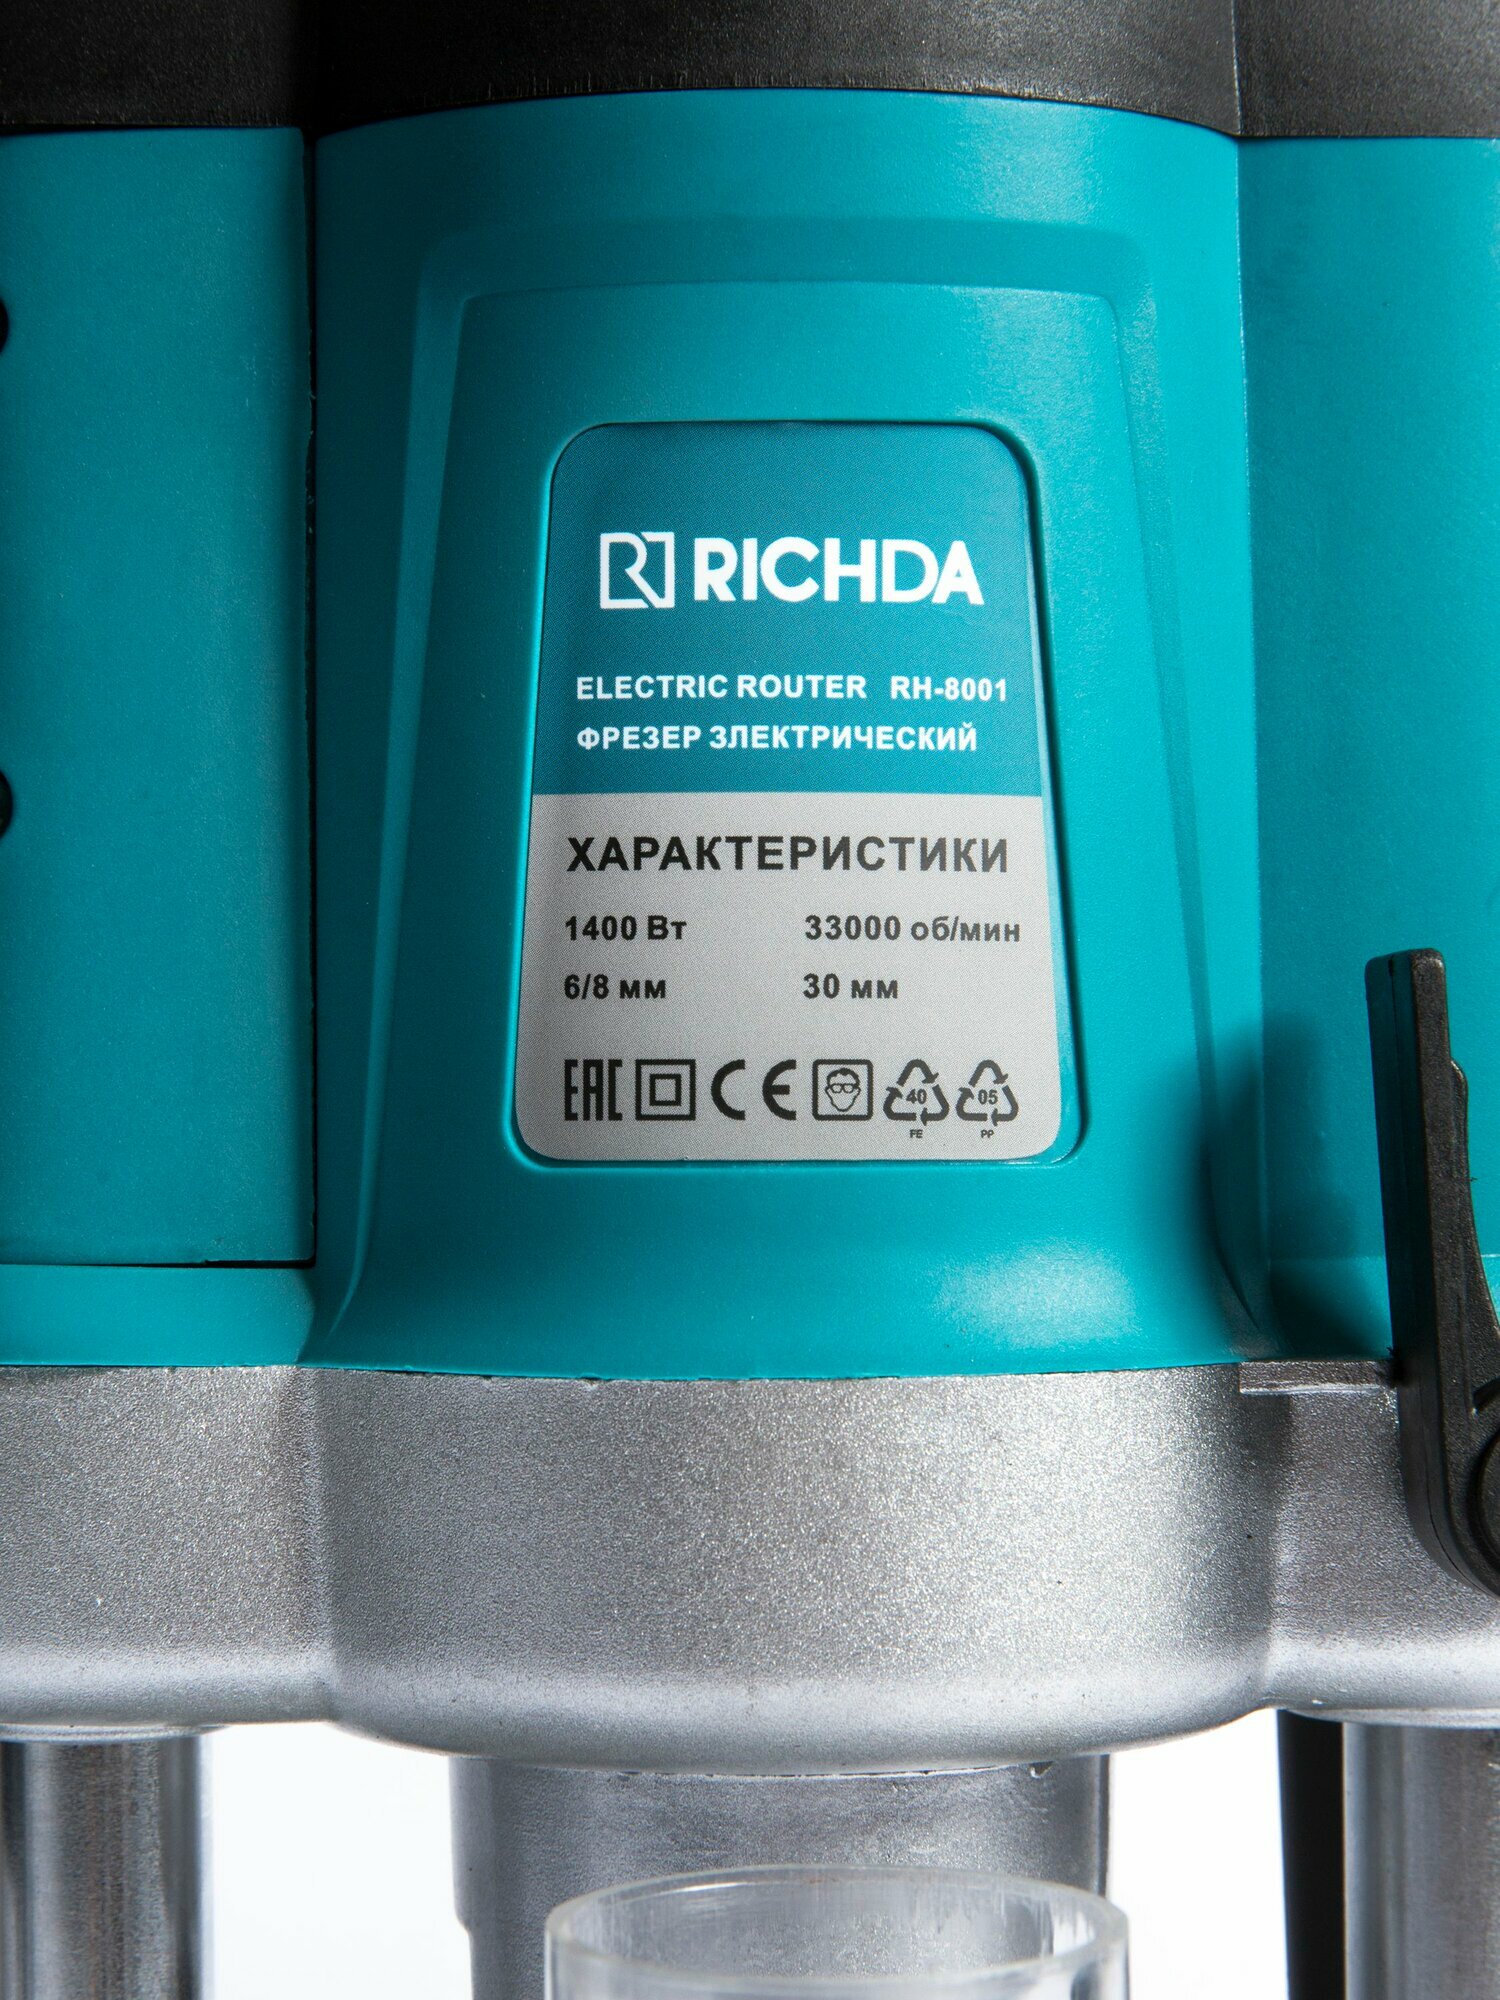 RICHDA
ELECTRIC ROUTER RH-8001
ФРЕЗЕР ЗЛЕКТРИЧЕСКИЙ
ХАРАКТЕРИСТИКИ
1400 Вт 33000 об/мин
6/8 мм 30 мм
EAC CE 40 05
FE PP